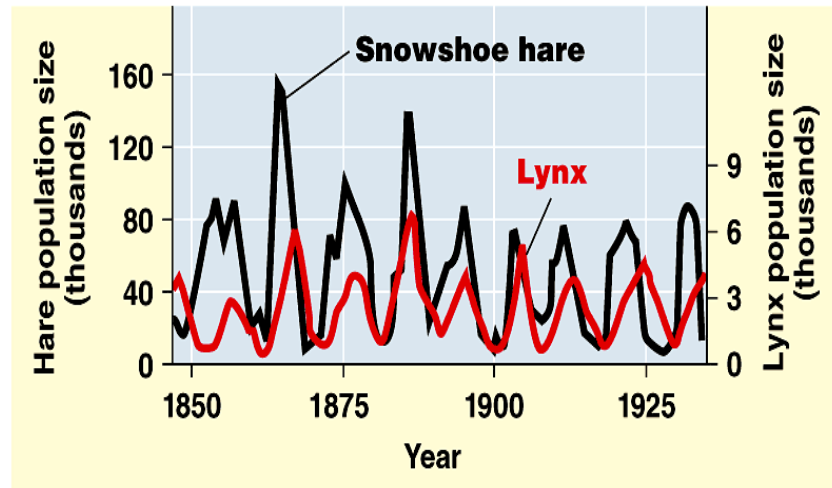 Snowshoe hare
Lynx
Hare population size
(thousands)
160
120
80
40
0
Lynx population size
(thousands)
9
6
3
0
1850 1875 1900 1925
Year